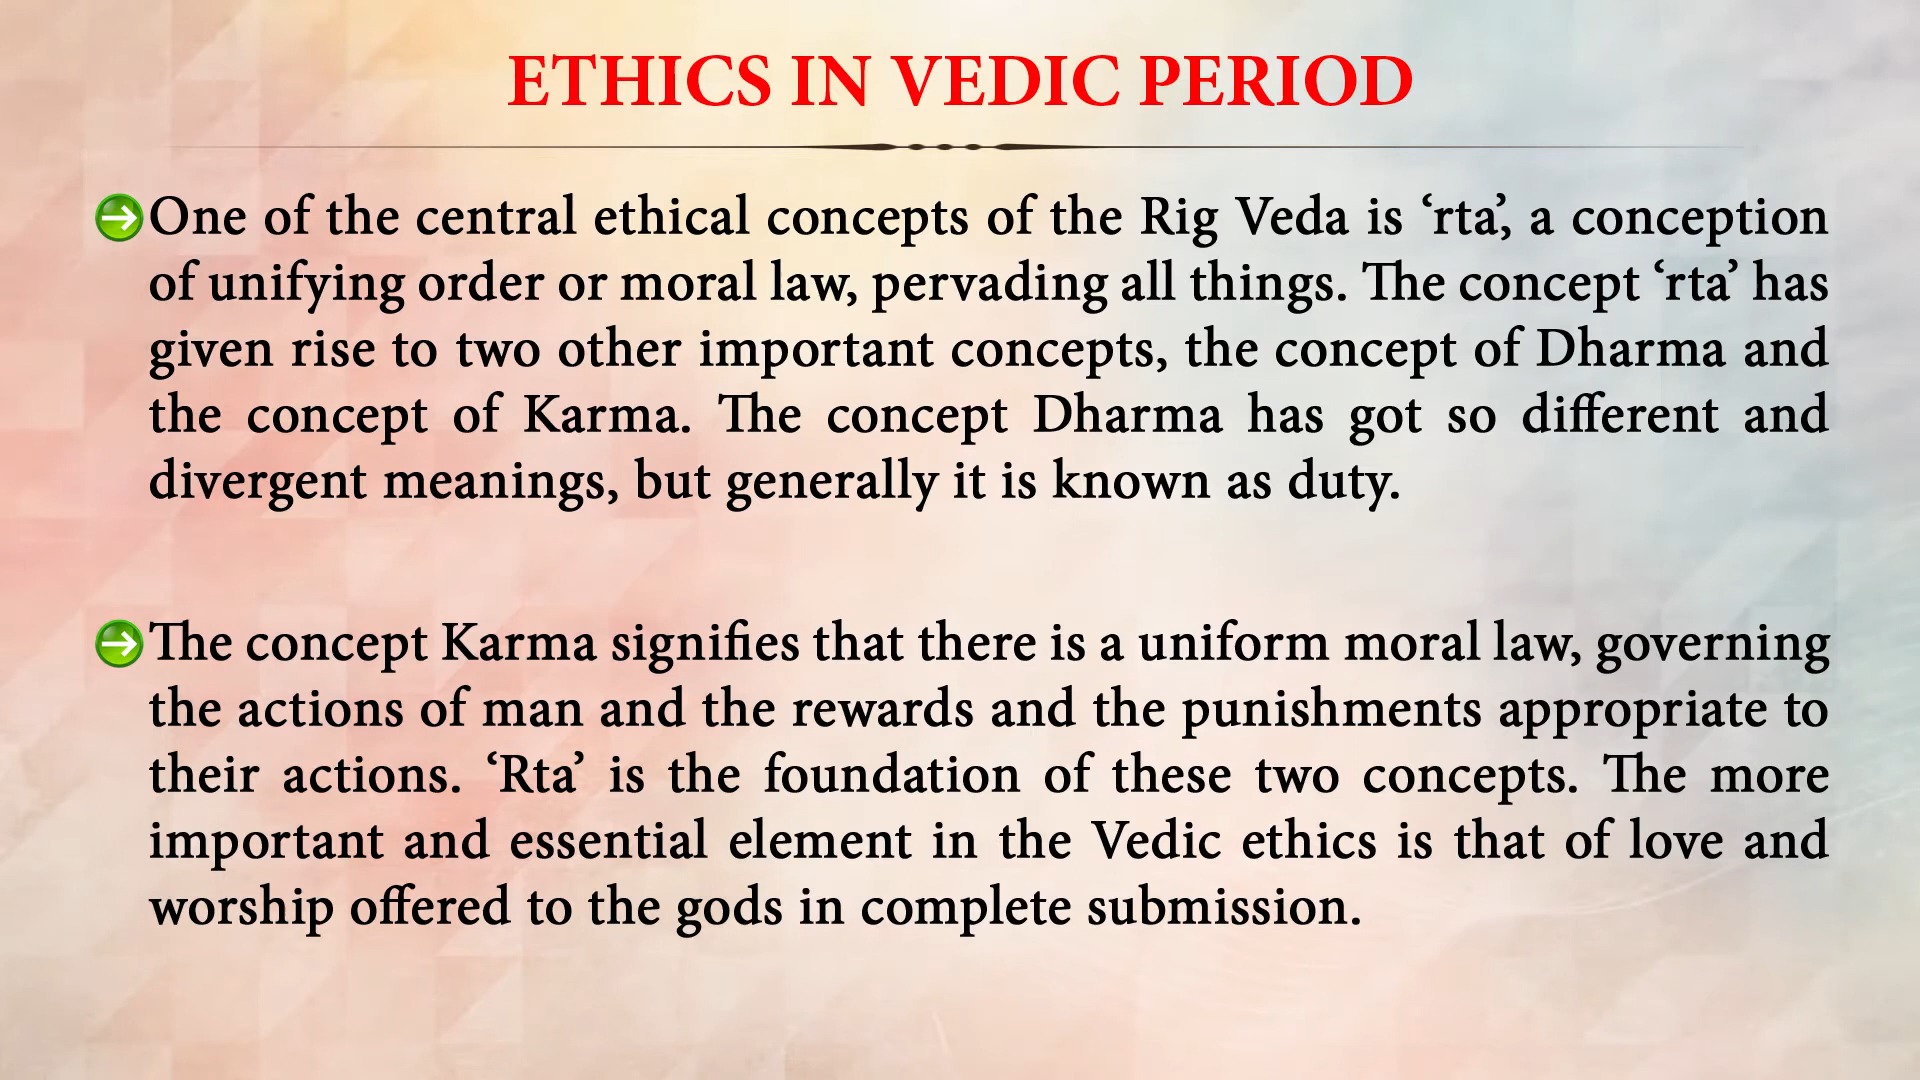 ETHICS IN VEDIC PERIOD
One of the central ethical concepts of the Rig Veda is ‘rta’, a conception
of unifying order or moral law, pervading all things. The concept ‘rta’ has
given rise to two other important concepts, the concept of Dharma and
the concept of Karma. The concept Dharma has got so different and
divergent meanings, but generally it is known as duty.
The concept Karma signifies that there is a uniform moral law, governing
the actions of man and the rewards and the punishments appropriate to
their actions. ‘Rta’ is the foundation of these two concepts. The more
important and essential element in the Vedic ethics is that of love and
worship offered to the gods in complete submission.